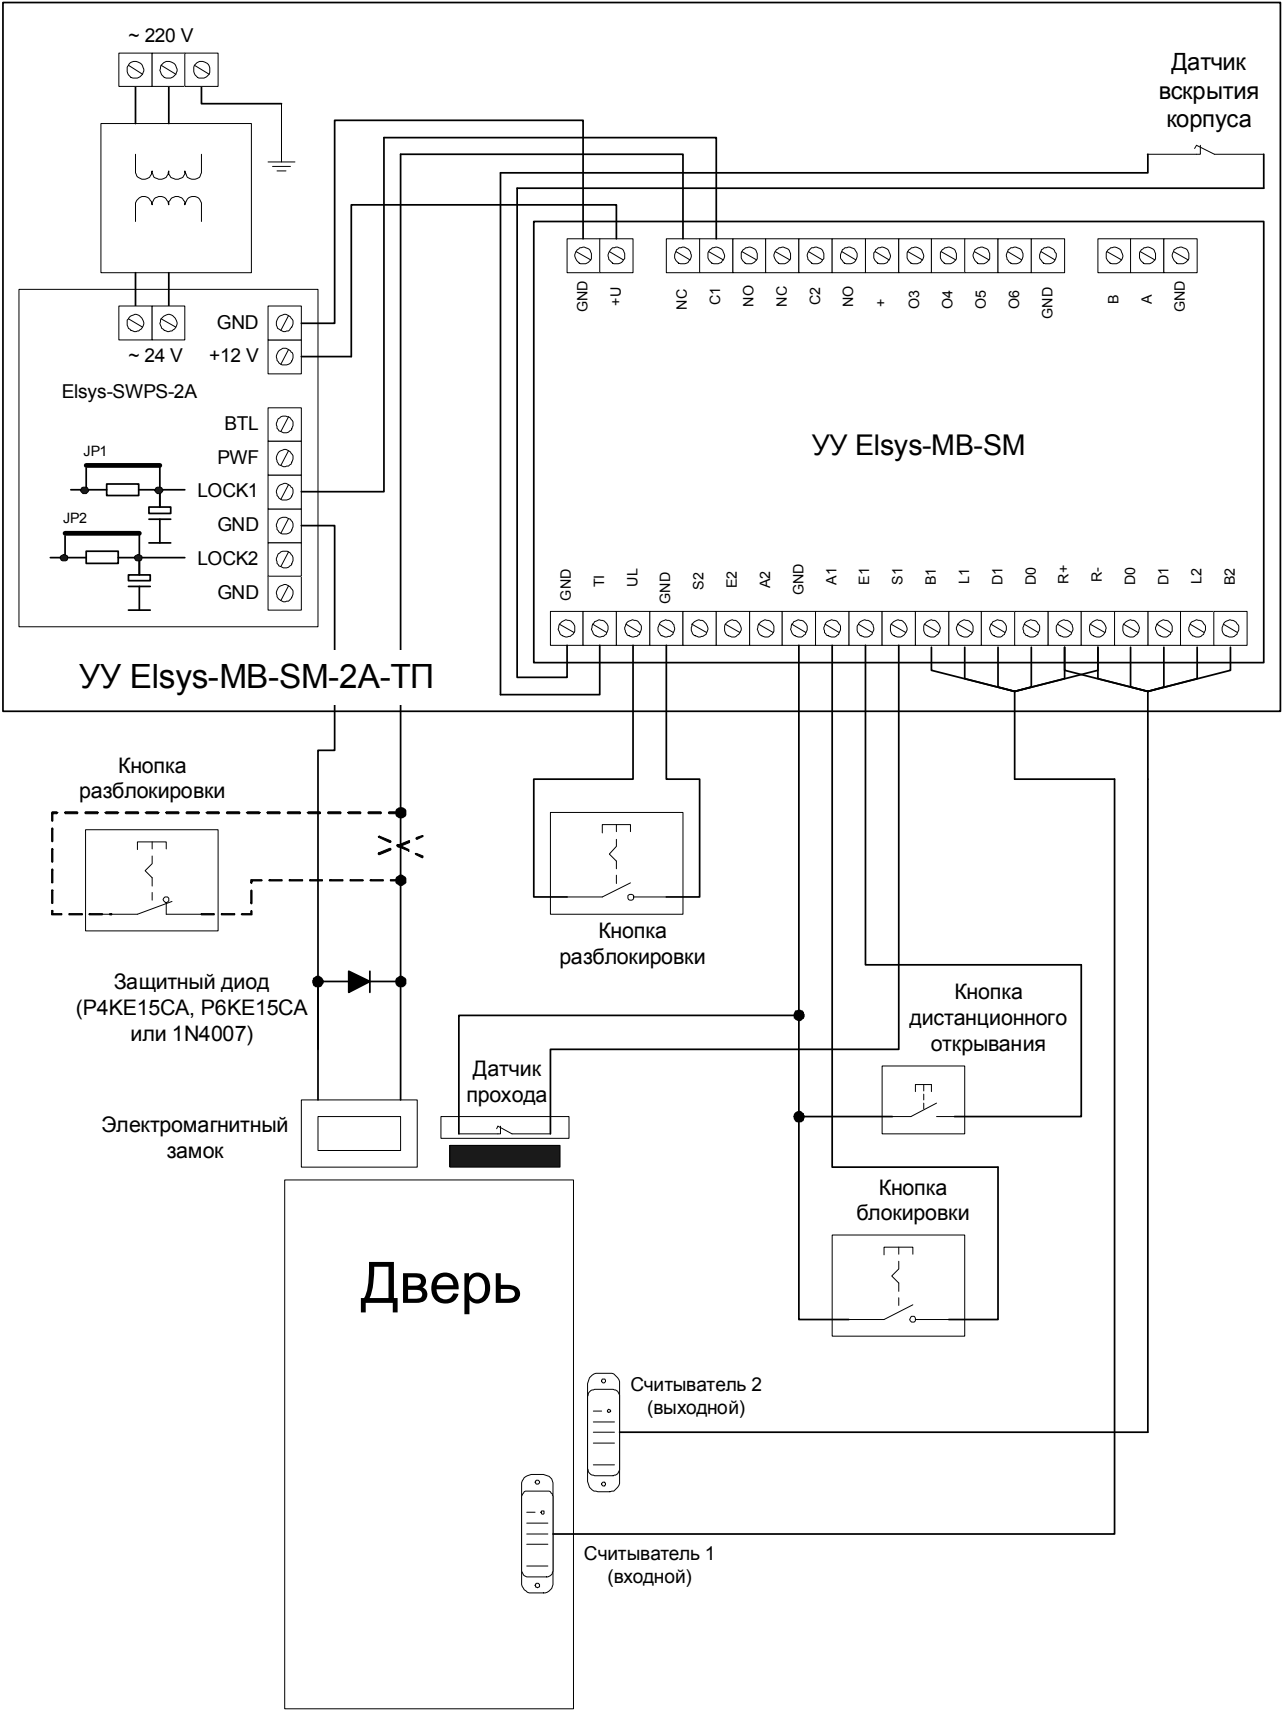 ~ 220 V
Датчик
вскрытия
корпуса
GND
+U
NC
C1
NO
NC
C2
NO
+
O3
O4
O5
O6
GND
B
A
GND
GND
~ 24 V
+12 V
Elsys-SWPS-2A
BTL
JP1
PWF
LOCK1
JP2
GND
LOCK2
GND
УУ Elsys-MB-SM
GND
TI
UL
GND
S2
E2
A2
GND
A1
E1
S1
B1
L1
D1
D0
R+
R-
D0
D1
L2
B2
УУ Elsys-MB-SM-2A-ТП
Кнопка
разблокировки
Кнопка
разблокировки
Защитный диод
(P4KE15CA, P6KE15CA
или 1N4007)
Кнопка
дистанционного
открывания
Датчик
прохода
Электромагнитный
замок
Кнопка
блокировки
Дверь
Считыватель 2
(выходной)
Считыватель 1
(входной)